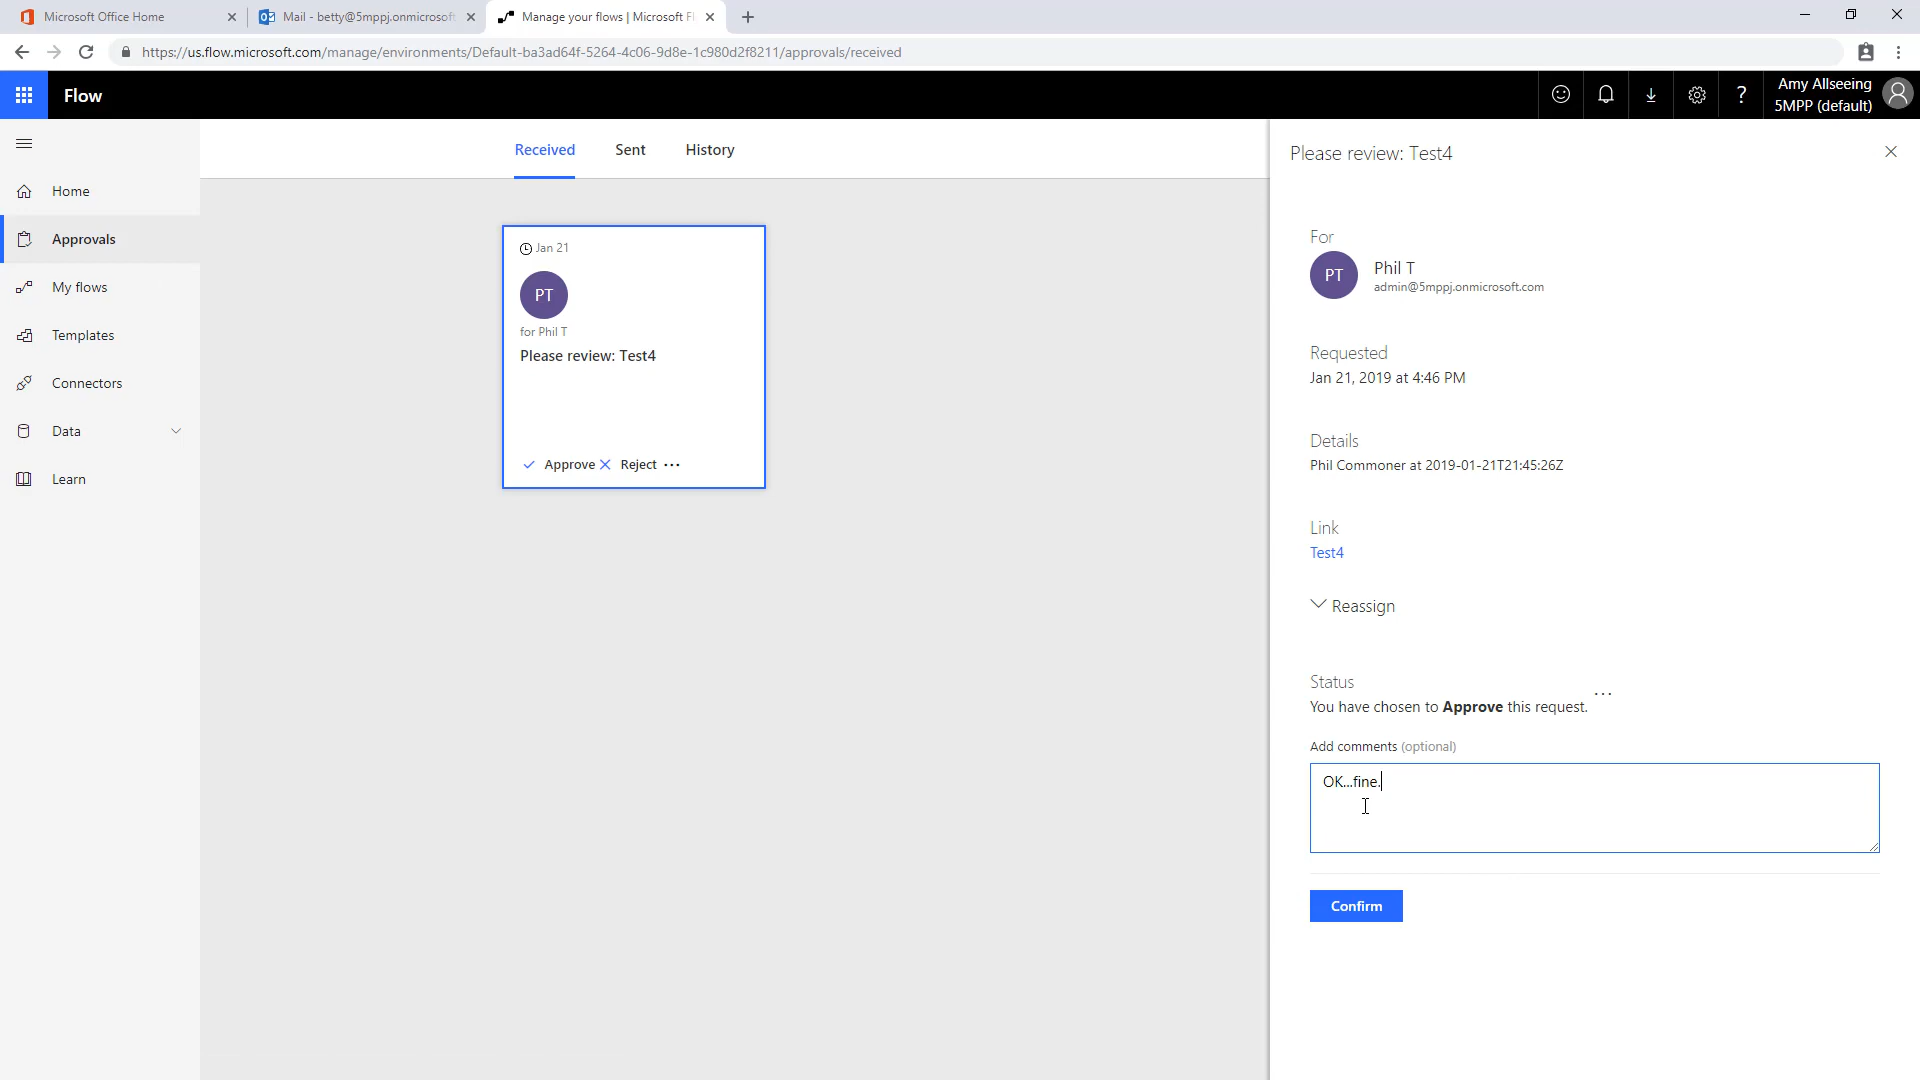 Microsoft Office Home
Mail - betty@5mppj.onmicrosoft
Manage your flows | Microsoft Fl
https://us.flow.microsoft.com/manage/environments/Default-ba3ad64f-5264-4c06-9d8e-1c980d2f8211/approvals/received
Flow
?
Amy Allseeing
5MPP (default)
Home
Approvals
My flows
Templates
Connectors
Data
Learn
Received
Sent
History
Jan 21
PT
for Phil T
Please review: Test4
Approve
Reject
...
Please review: Test4
For
PT
Phil T
admin@5mppj.onmicrosoft.com
Requested
Jan 21, 2019 at 4:46 PM
Details
Phil Commoner at 2019-01-21T21:45:26Z
Link
Test4
Reassign
Status
...
You have chosen to Approve this request.
Add comments (optional)
OK...fine.
Confirm